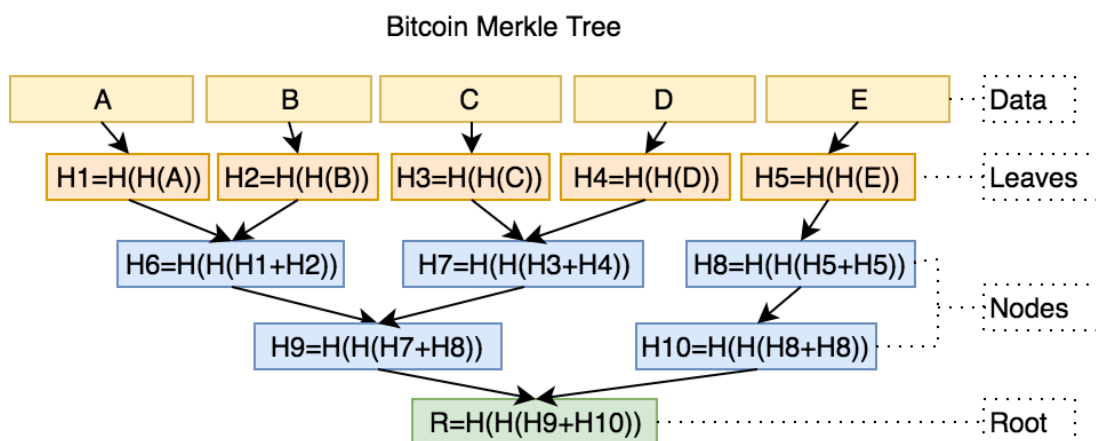 Bitcoin Merkle Tree
A
B
C
D
E
Data
H1=H(H(A))
H2=H(H(B))
H3=H(H(C))
H4=H(H(D))
H5=H(H(E))
Leaves
H6=H(H(H1+H2))
H7=H(H(H3+H4))
H8=H(H(H5+H5))
Nodes
H9=H(H(H7+H8))
H10=H(H(H8+H8))
R=H(H(H9+H10))
Root